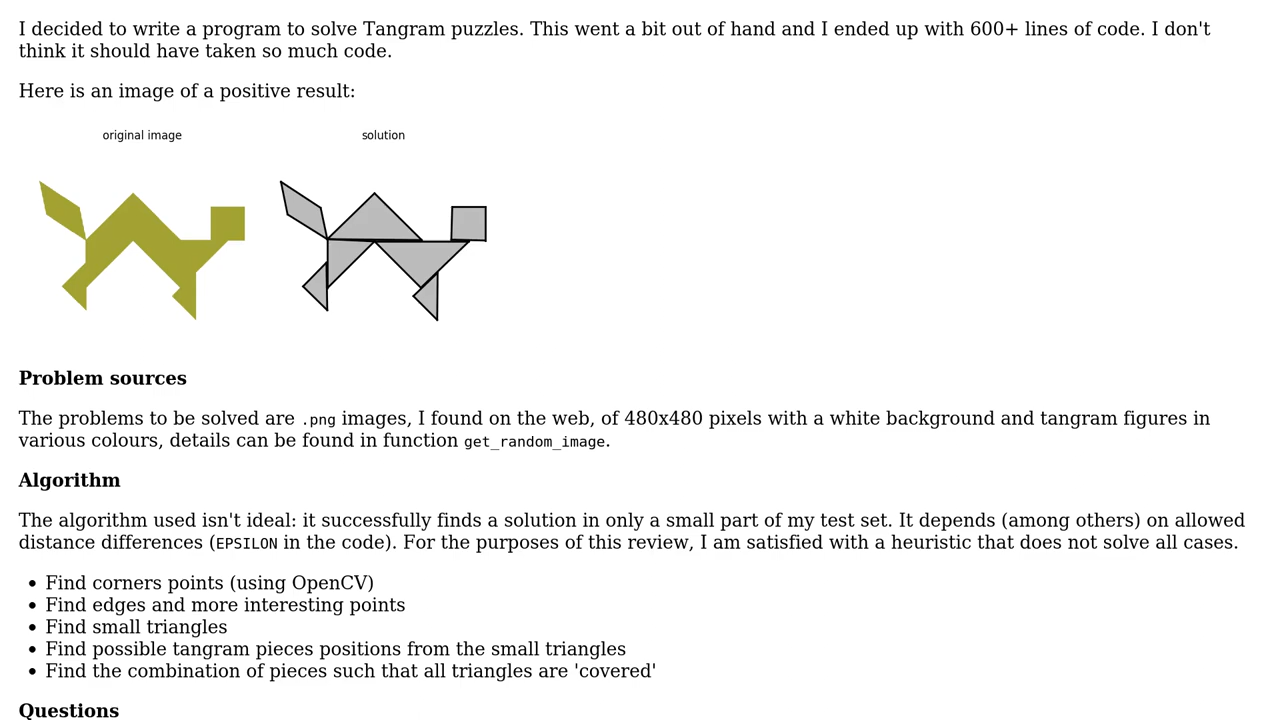 I decided to write a program to solve Tangram puzzles. This went a bit out of hand and I ended up with 600+ lines of code. I don't
think it should have taken so much code.
Here is an image of a positive result:
original image
solution
Problem sources
The problems to be solved are .png images, I found on the web, of 480x480 pixels with a white background and tangram figures in
various colours, details can be found in function get_random_image.
Algorithm
The algorithm used isn't ideal: it successfully finds a solution in only a small part of my test set. It depends (among others) on allowed
distance differences (EPSILON in the code). For the purposes of this review, I am satisfied with a heuristic that does not solve all cases.
• Find corners points (using OpenCV)
• Find edges and more interesting points
• Find small triangles
• Find possible tangram pieces positions from the small triangles
• Find the combination of pieces such that all triangles are 'covered'
Questions